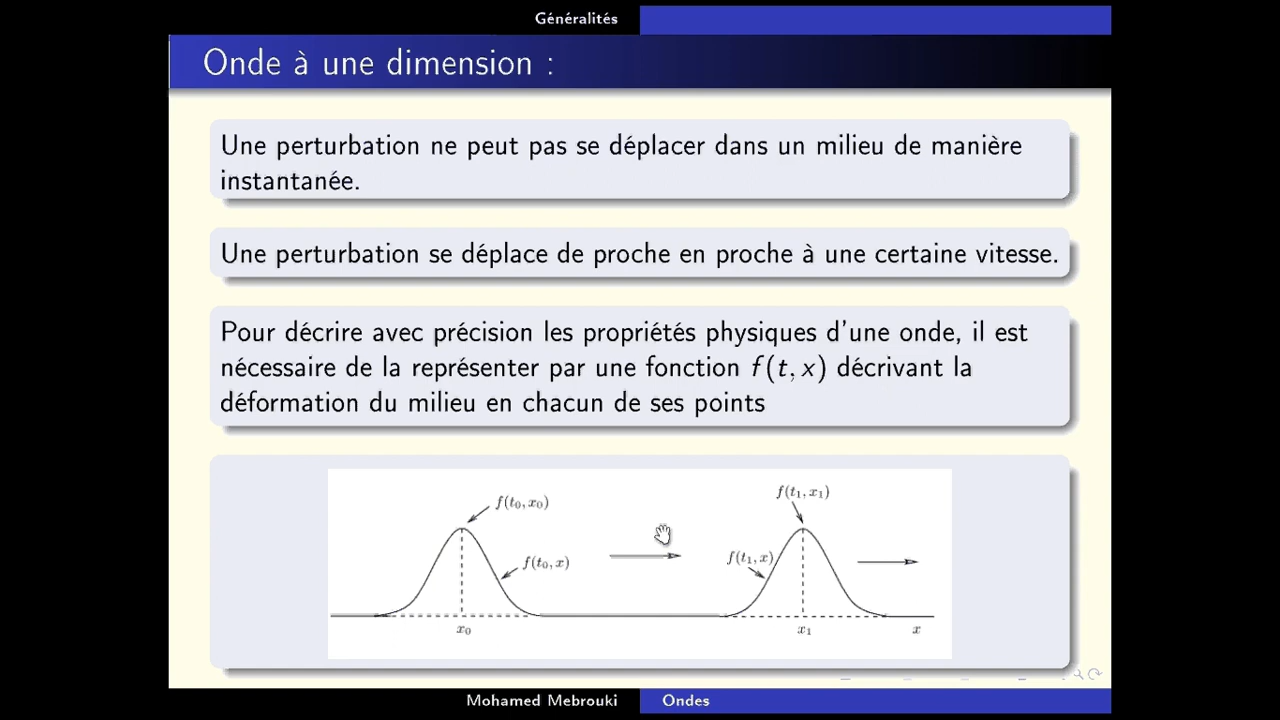 Généralités
Onde à une dimension :
Une perturbation ne peut pas se déplacer dans un milieu de manière
instantanée.
Une perturbation se déplace de proche en proche à une certaine vitesse.
Pour décrire avec précision les propriétés physiques d'une onde, il est
nécessaire de la représenter par une fonction f(t, x) décrivant la
déformation du milieu en chacun de ses points
f(t₀, x₀)
f(t₀, x)
f(t₁, x₁)
f(t₁, x)
x₀
x₁
x
Mohamed Mebrouki
Ondes